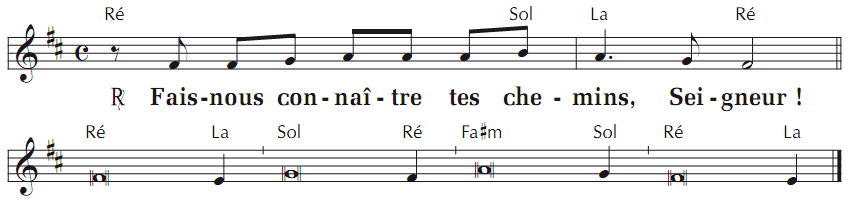 Ré Sol La Ré
℟ Fais-nous con-naî-tre tes che-mins, Sei-gneur !
Ré La Sol Ré Fa♯m Sol Ré La